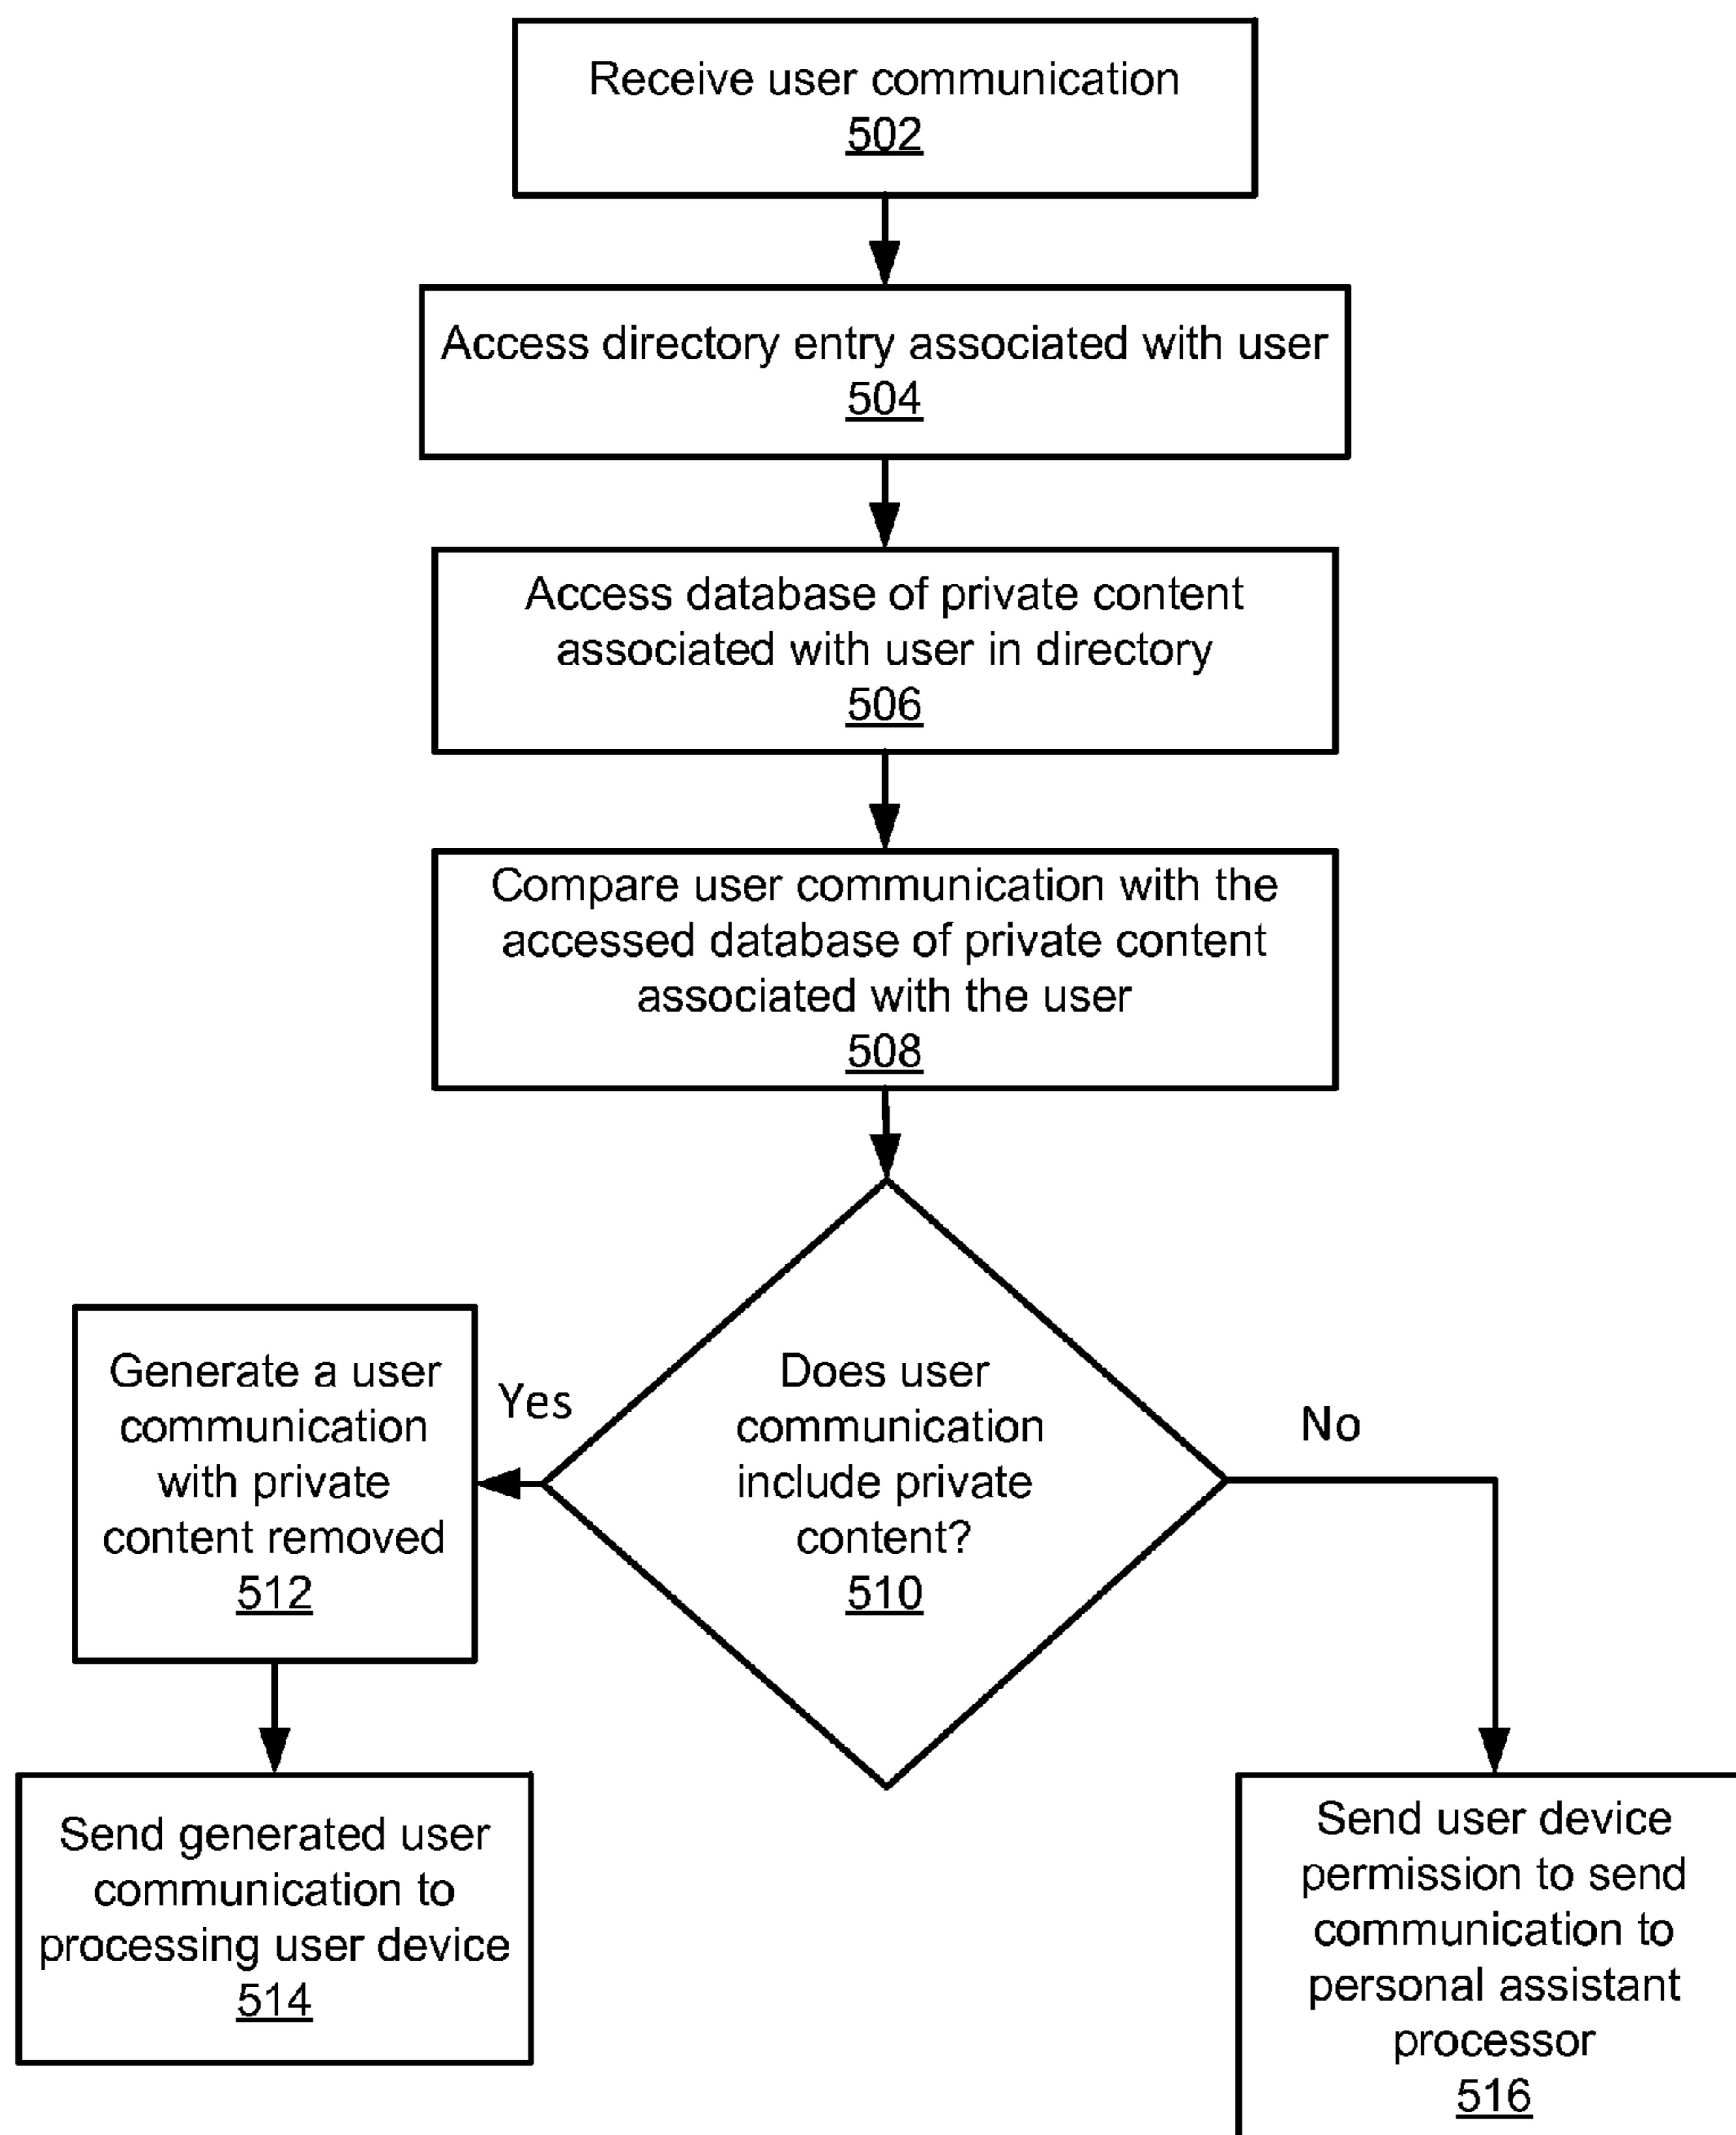 Receive user communication
502
Access directory entry associated with user
504
Access database of private content
associated with user in directory
506
Compare user communication with the
accessed database of private content
associated with the user
508
Does user
communication
include private
content?
510
Yes
No
Generate a user
communication
with private
content removed
512
Send generated user
communication to
processing user device
514
Send user device
permission to send
communication to
personal assistant
processor
516